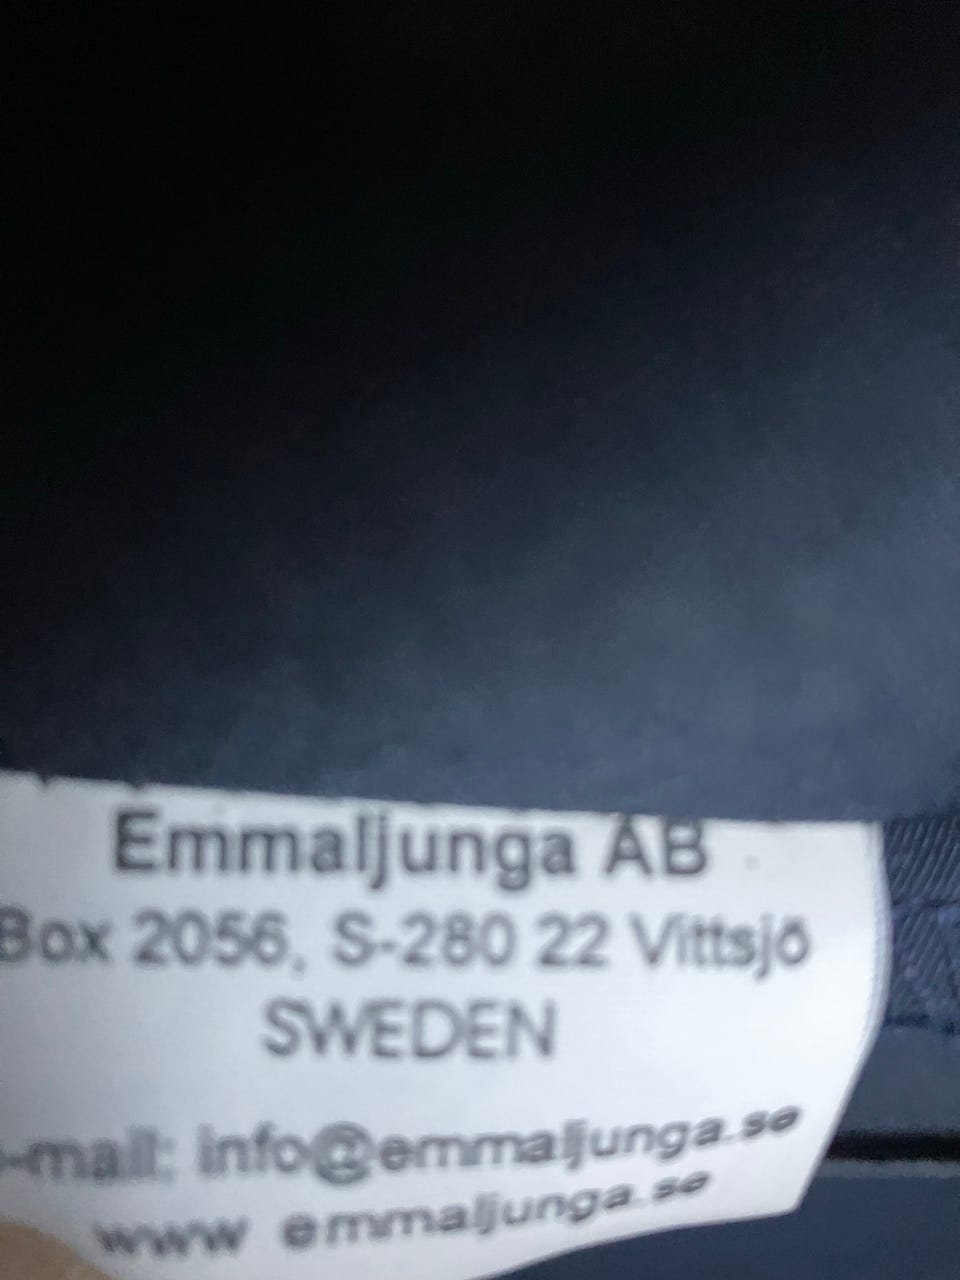 Emmaljunga AB
Box 2056, S-280 22 Vittsjö
SWEDEN
e-mail: info@emmaljunga.se
www emmaljunga.se